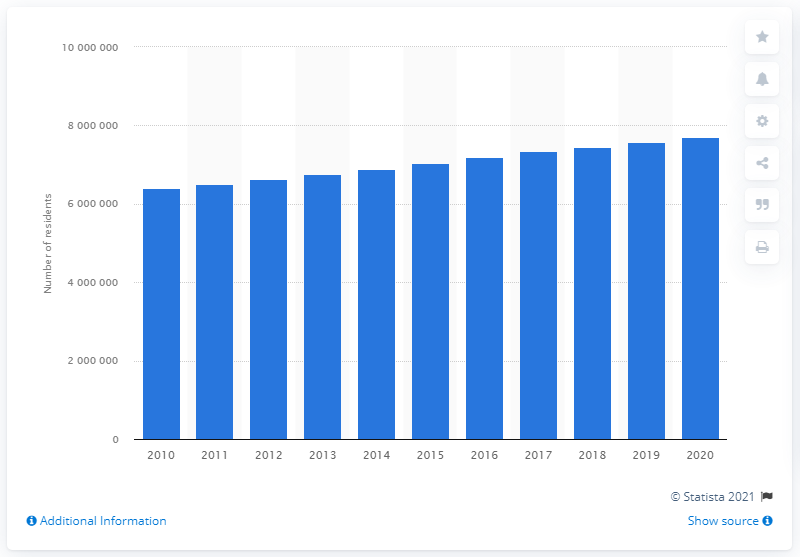 10 000 000
8 000 000
6 000 000
4 000 000
2 000 000
0
Number of residents
2010 2011 2012 2013 2014 2015 2016 2017 2018 2019 2020
© Statista 2021
Additional Information
Show source